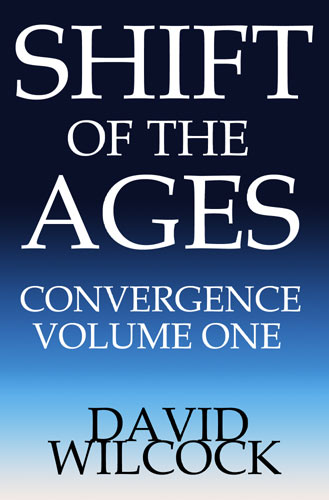 SHIFT
OF THE
AGES
CONVERGENCE
VOLUME ONE
DAVID
WILCOCK